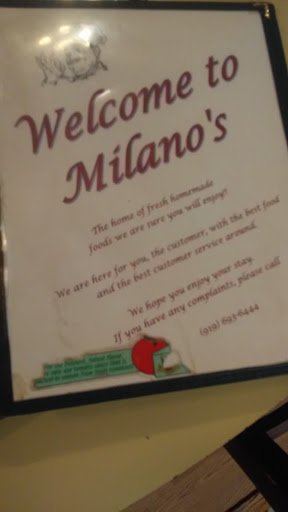 Welcome to
Milano's
The home of fresh homemade
foods we are sure you will enjoy!
We are here for you, the customer, with the best food
and the best customer service around.
We hope you enjoy your stay.
If you have any complaints, please call
(919) 693-6444